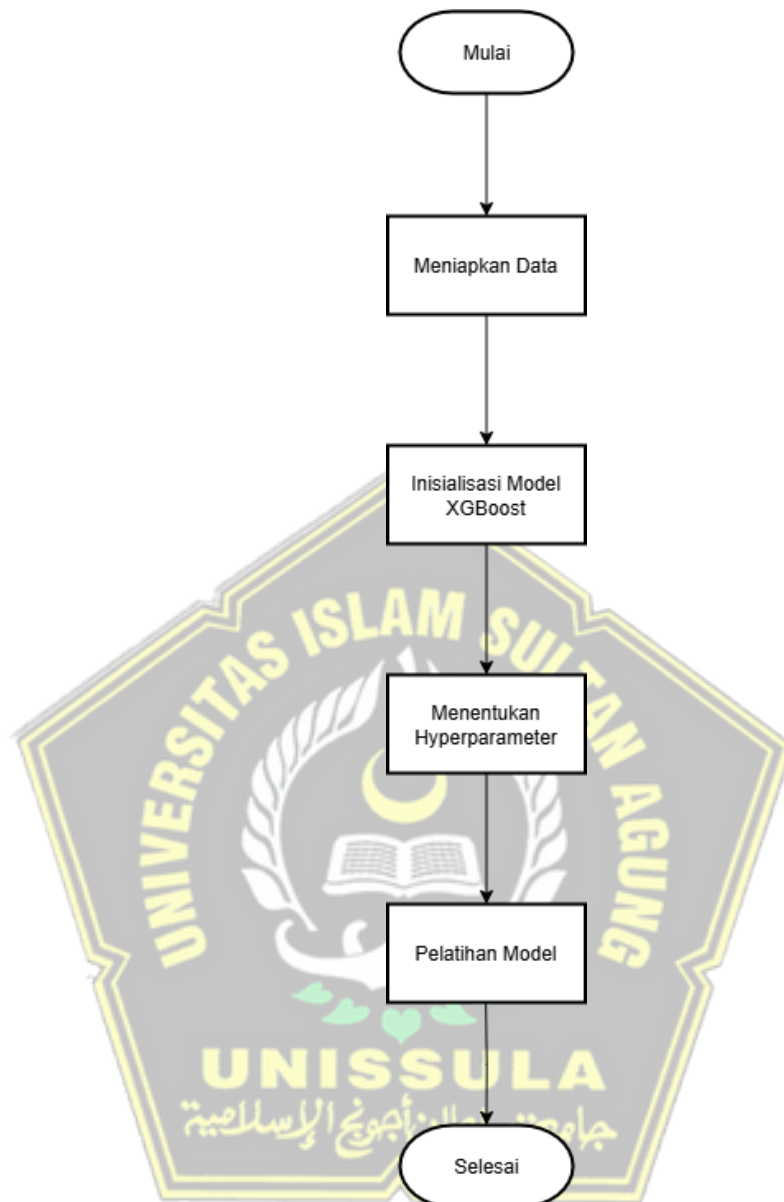 Mulai
Meniapkan Data
Inisialisasi Model
XGBoost
Menentukan
Hyperparameter
Pelatihan Model
Selesai
UNIVERSITAS ISLAM SULTAN AGUNG
UNISSULA